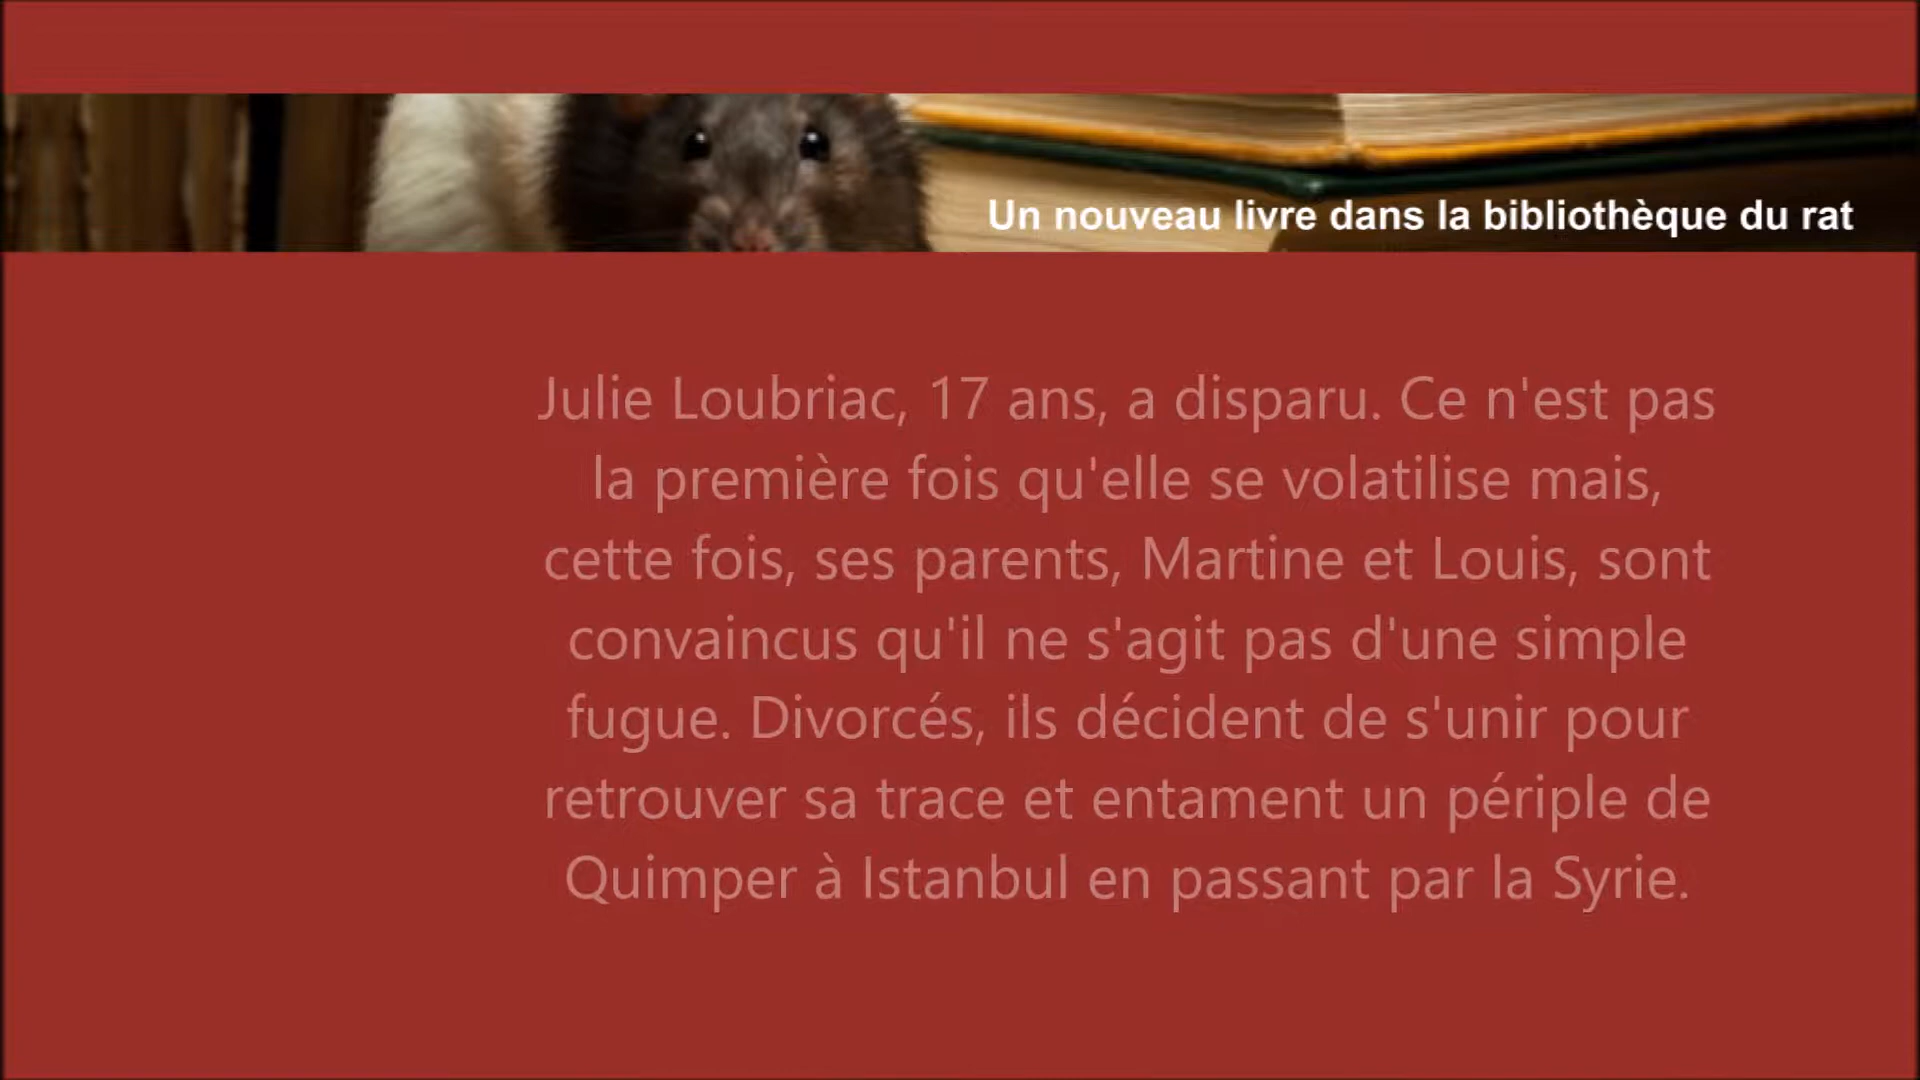 Un nouveau livre dans la bibliothèque du rat
Julie Loubriac, 17 ans, a disparu. Ce n'est pas
la première fois qu'elle se volatilise mais,
cette fois, ses parents, Martine et Louis, sont
convaincus qu'il ne s'agit pas d'une simple
fugue. Divorcés, ils décident de s'unir pour
retrouver sa trace et entament un périple de
Quimper à Istanbul en passant par la Syrie.